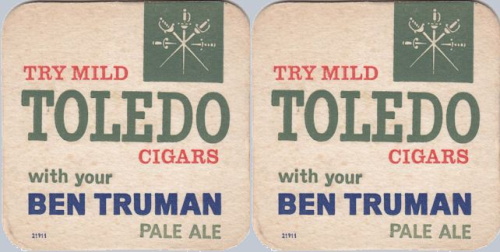 TRY MILD
TOLEDO
CIGARS
with your
BEN TRUMAN
PALE ALE
21911
TRY MILD
TOLEDO
CIGARS
with your
BEN TRUMAN
PALE ALE
21911